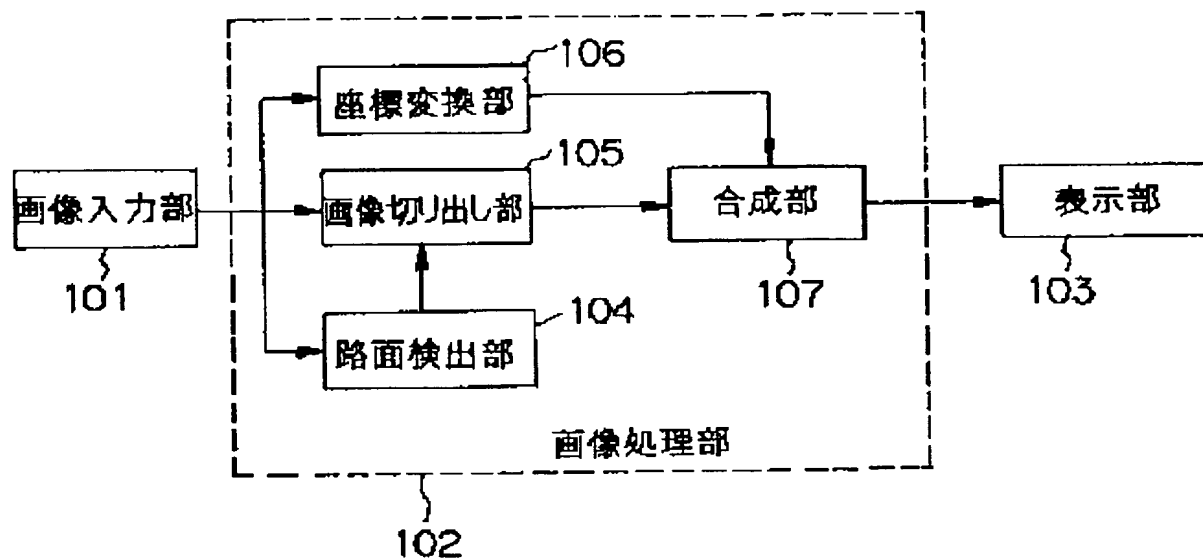 106
座標変換部
105
画像入力部
画像切り出し部
合成部
表示部
101
107
103
104
路面検出部
画像処理部
102